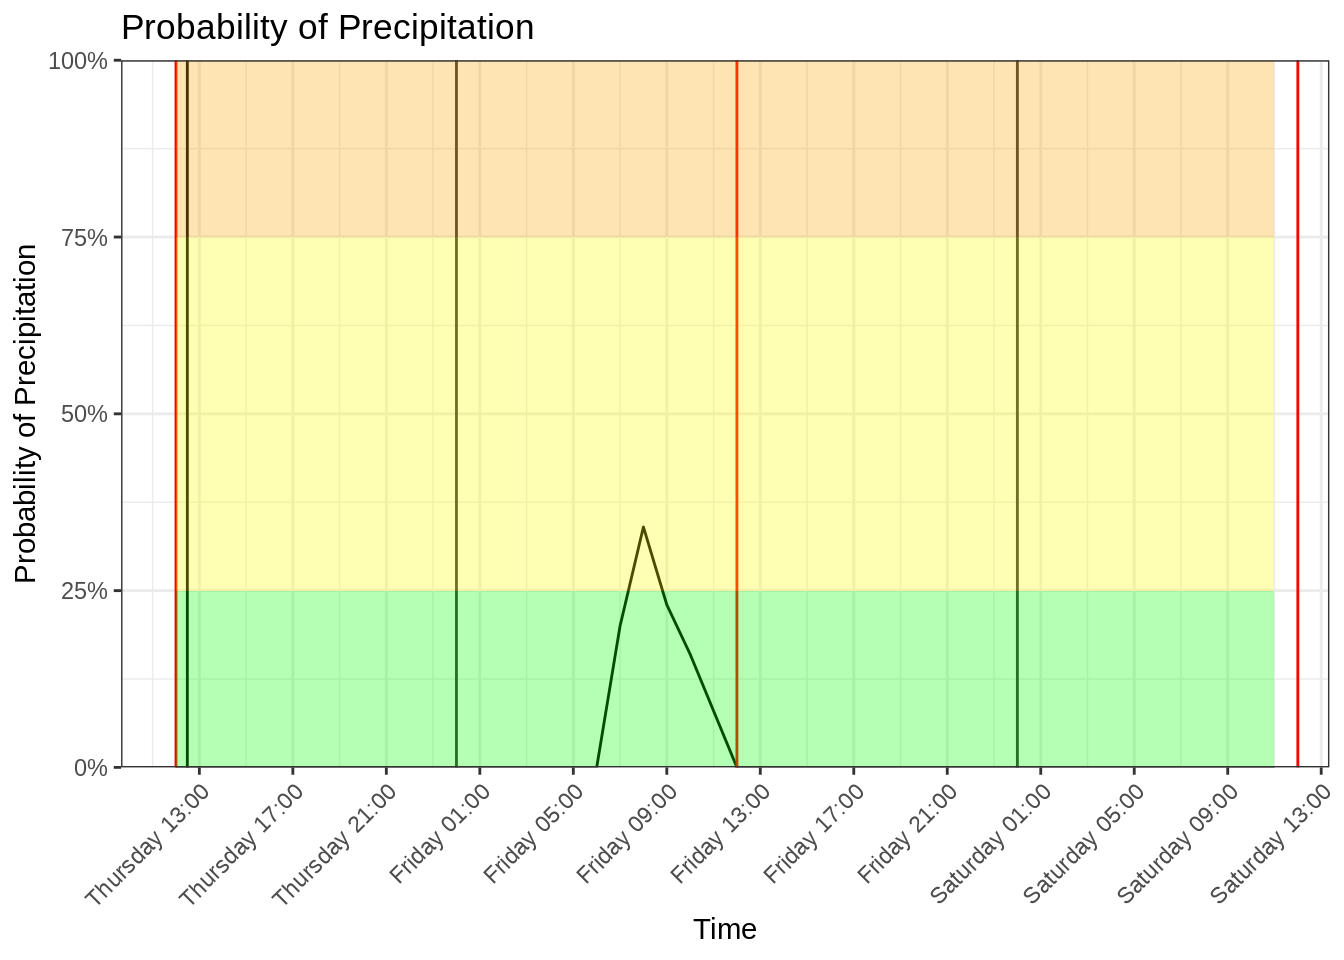 Probability of Precipitation
Probability of Precipitation
100%
75%
50%
25%
0%
Thursday 13:00
Thursday 17:00
Thursday 21:00
Friday 01:00
Friday 05:00
Friday 09:00
Friday 13:00
Friday 17:00
Friday 21:00
Saturday 01:00
Saturday 05:00
Saturday 09:00
Saturday 13:00
Time